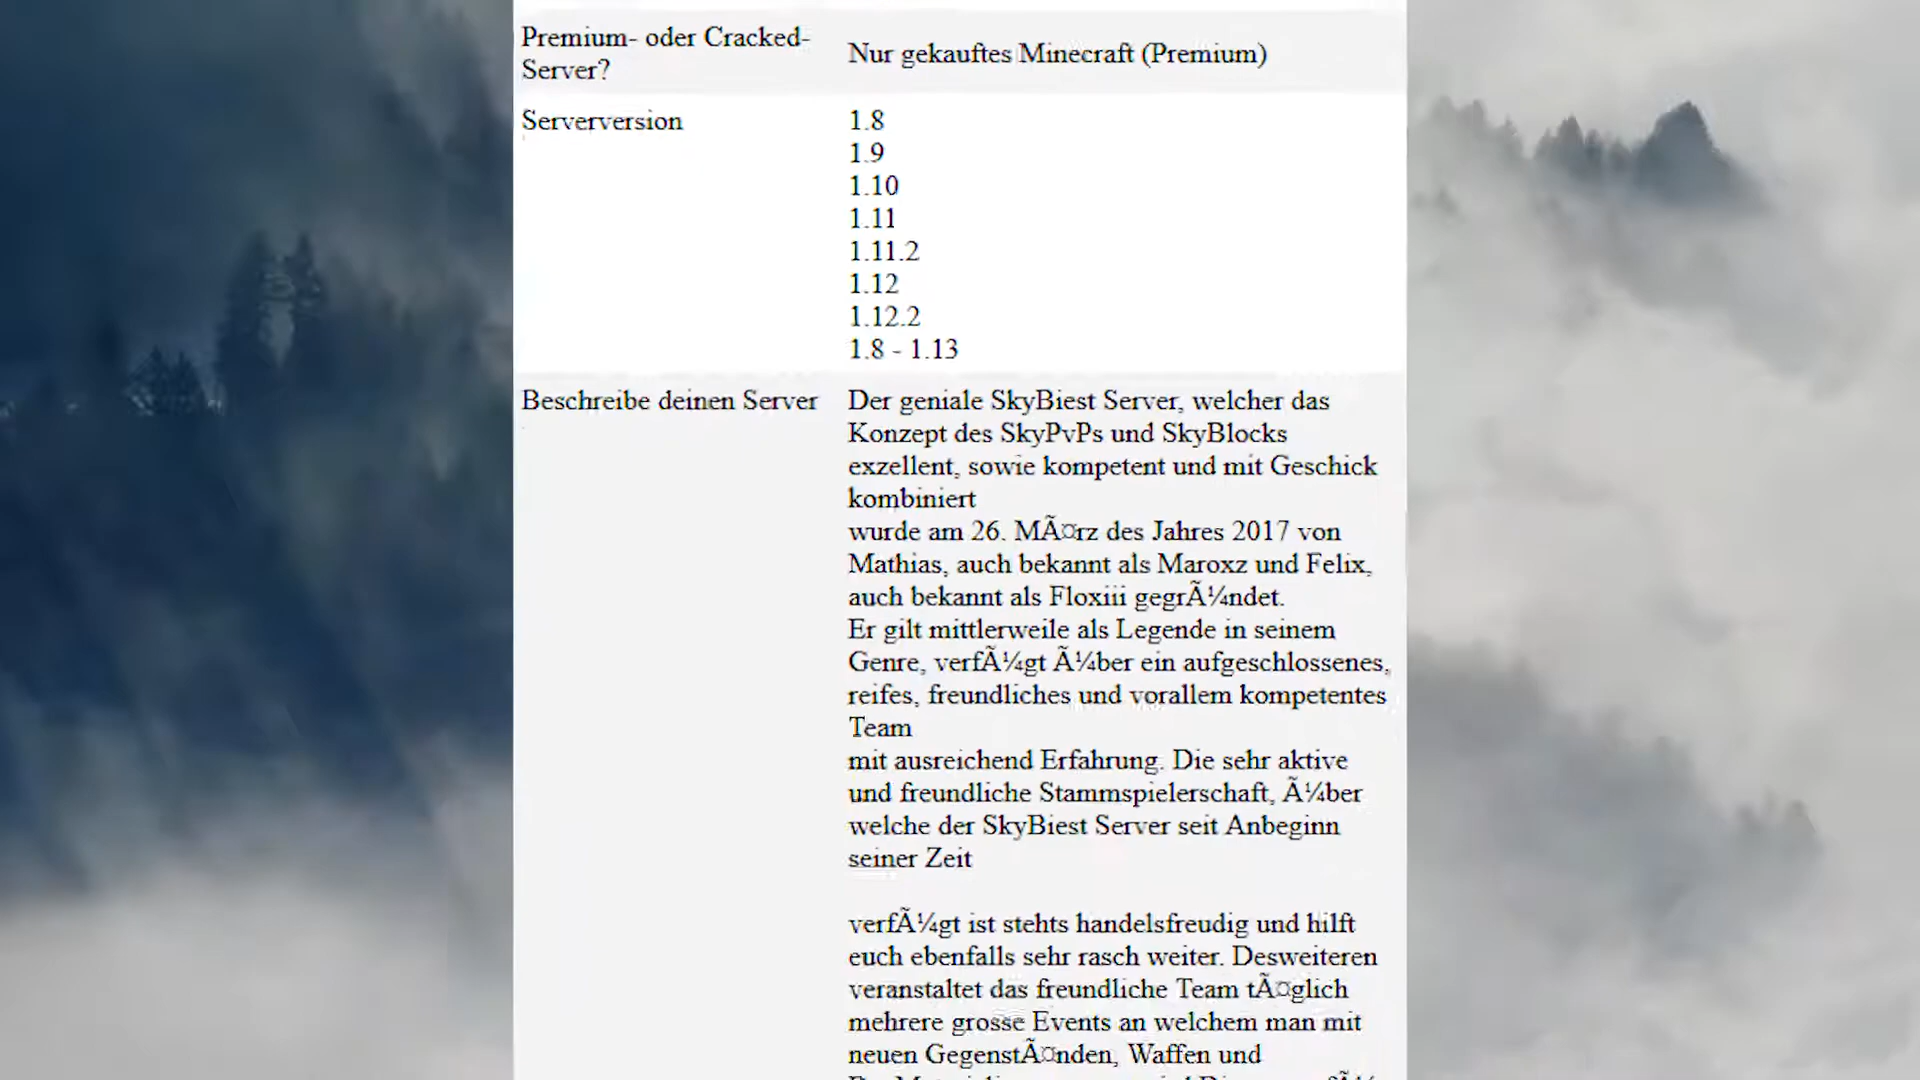 Premium- oder Cracked-
Server?
Nur gekauftes Minecraft (Premium)
Serverversion
1.8
1.9
1.10
1.11
1.11.2
1.12
1.12.2
1.8 - 1.13
Beschreibe deinen Server
Der geniale SkyBiest Server, welcher das
Konzept des SkyPvPs und SkyBlocks
exzellent, sowie kompetent und mit Geschick
kombiniert
wurde am 26. MÃ¤rz des Jahres 2017 von
Mathias, auch bekannt als Maroxz und Felix,
auch bekannt als Floxiii gegrÃ¼ndet.
Er gilt mittlerweile als Legende in seinem
Genre, verfÃ¼gt Ã¼ber ein aufgeschlossenes,
reifes, freundliches und vorallem kompetentes
Team
mit ausreichend Erfahrung. Die sehr aktive
und freundliche Stammspielerschaft, Ã¼ber
welche der SkyBiest Server seit Anbeginn
seiner Zeit
verfÃ¼gt ist stehts handelsfreudig und hilft
euch ebenfalls sehr rasch weiter. Desweiteren
veranstaltet das freundliche Team tÃ¤glich
mehrere grosse Events an welchem man mit
neuen GegenstÃ¤nden, Waffen und